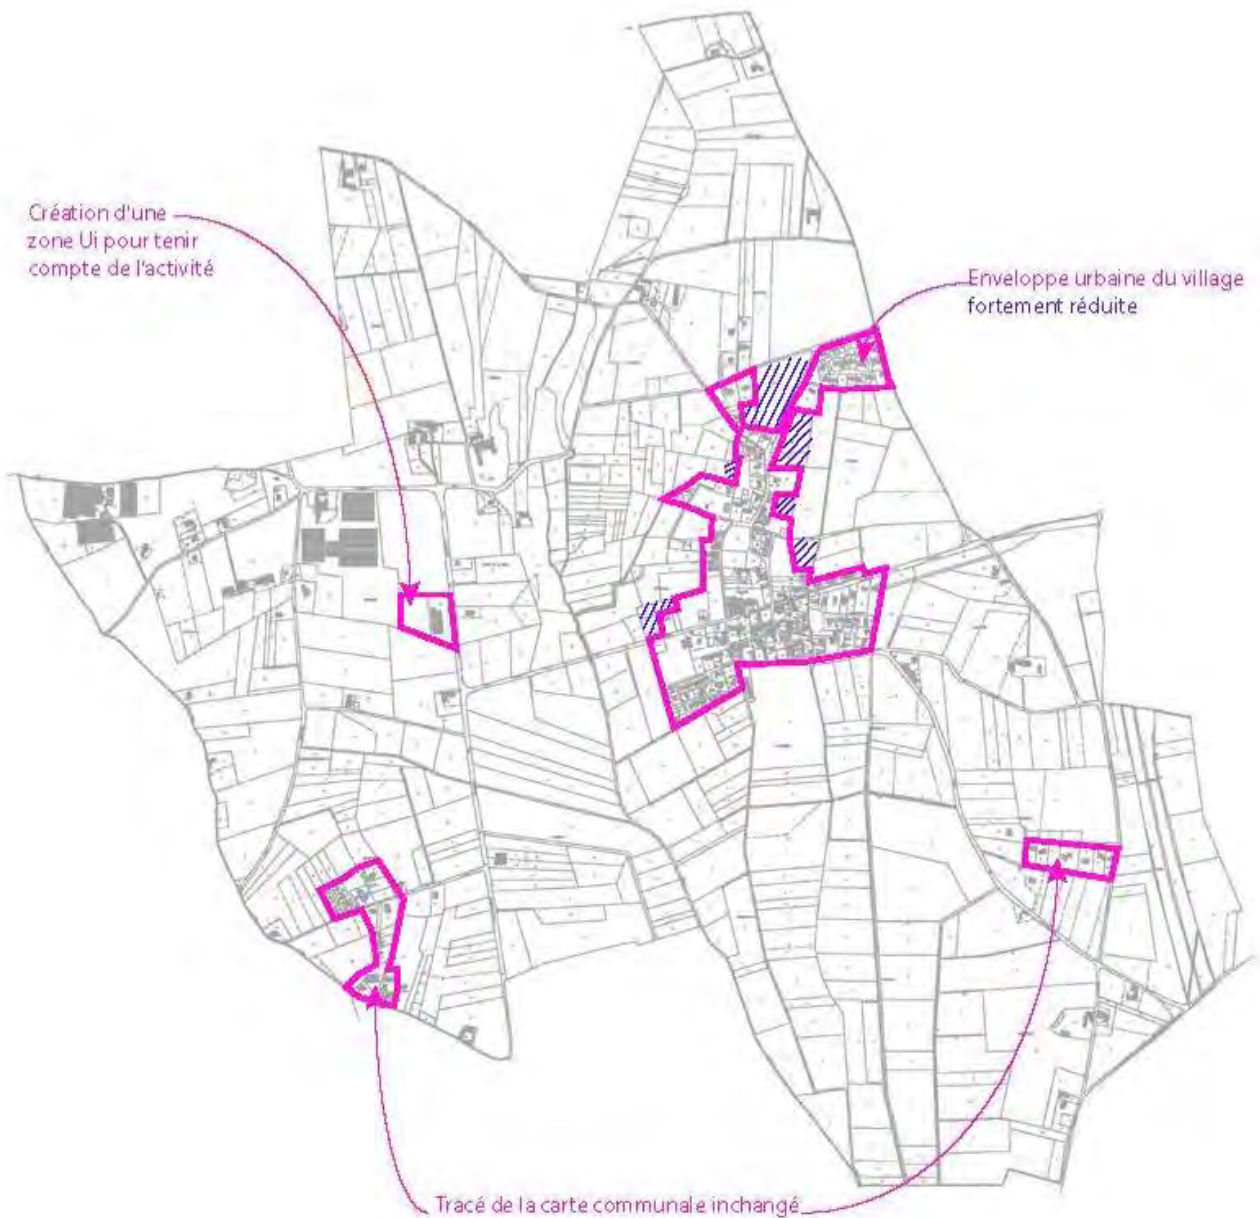 Création d'une
zone Ui pour tenir
compte de l'activité
Enveloppe urbaine du village
fortement réduite
Tracé de la carte communale inchangé